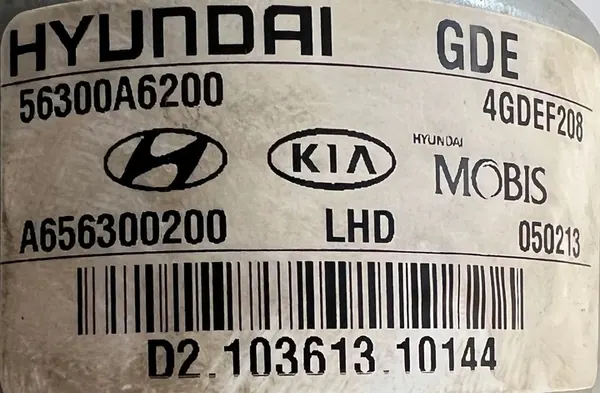 HYUNDAI GDE
56300A6200 4GDEF208
KIA HYUNDAI MOBIS
A656300200 LHD 050213
D2.103613.10144